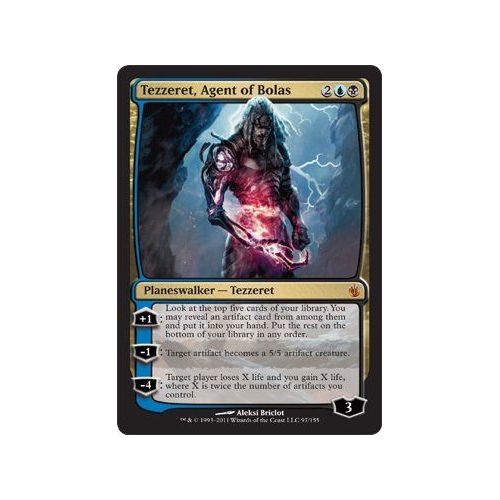 Tezzeret, Agent of Bolas 2
Planeswalker — Tezzeret
+1 Look at the top five cards of your library. You
may reveal an artifact card from among them
and put it into your hand. Put the rest on the
bottom of your library in any order.
-1 : Target artifact becomes a 5/5 artifact creature.
-4 : Target player loses X life and you gain X life,
where X is twice the number of artifacts you
control.
3
Aleksi Briclot
™ & © 1993–2011 Wizards of the Coast LLC 97/155